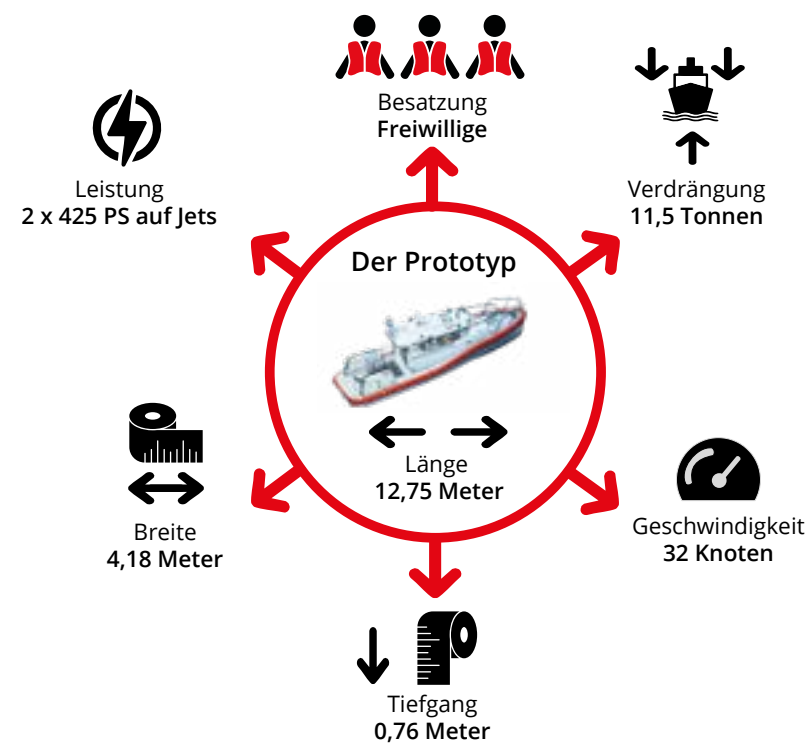 Besatzung
Freiwillige
Leistung
2 x 425 PS auf Jets
Verdrängung
11,5 Tonnen
Der Prototyp
Länge
12,75 Meter
Breite
4,18 Meter
Geschwindigkeit
32 Knoten
Tiefgang
0,76 Meter